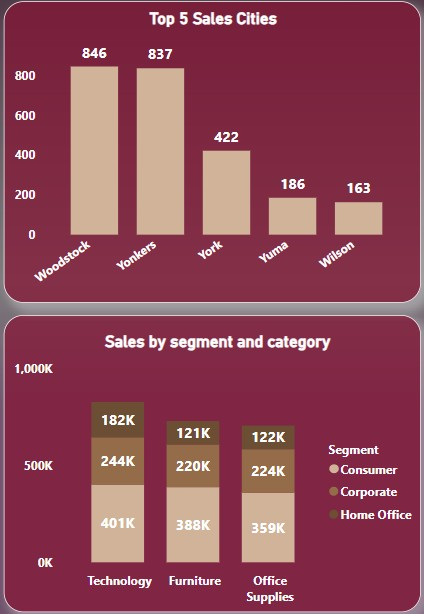 Top 5 Sales Cities
846
837
800
600
422
400
186
163
200
0
Woodstock
Yonkers
York
Yuma
Wilson
Sales by segment and category
1,000K
182K
121K
122K
Segment
244K
220K
224K
500K
Consumer
Corporate
401K
388K
359K
Home Office
0K
Technology
Furniture
Office
Supplies